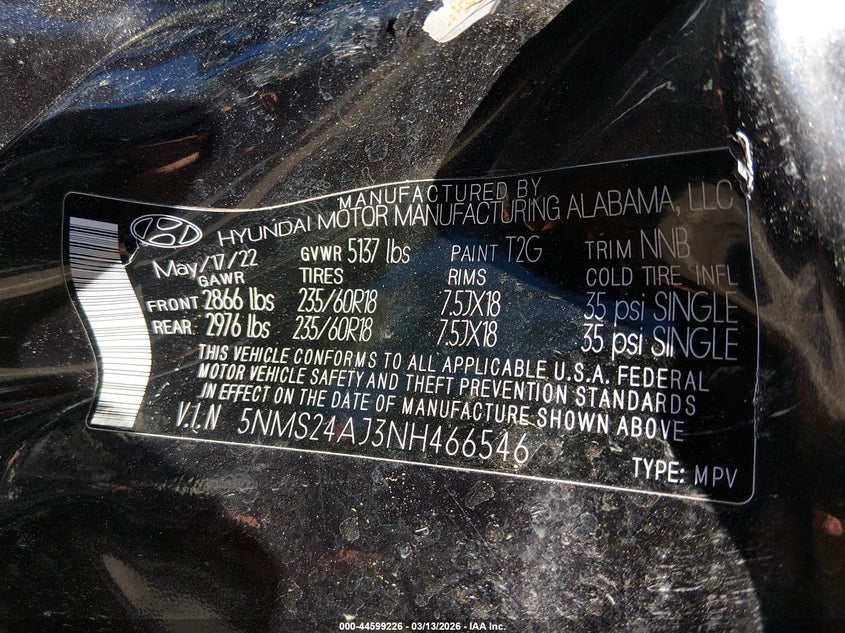 MANUFACTURED BY
HYUNDAI MOTOR MANUFACTURING ALABAMA, LLC
May/17/22 GVWR 5137 lbs PAINT T2G TRIM NNB
GAWR TIRES RIMS COLD TIRE INFL
FRONT 2866 lbs 235/60R18 7.5JX18 35 psi SINGLE
REAR 2976 lbs 235/60R18 7.5JX18 35 psi SINGLE
THIS VEHICLE CONFORMS TO ALL APPLICABLE U.S.A. FEDERAL
MOTOR VEHICLE SAFETY AND THEFT PREVENTION STANDARDS
IN EFFECT ON THE DATE OF MANUFACTURE SHOWN ABOVE
V.I.N 5NMS24AJ3NH466546
TYPE: MPV
000-44599226 - 03/13/2026 - IAA Inc.